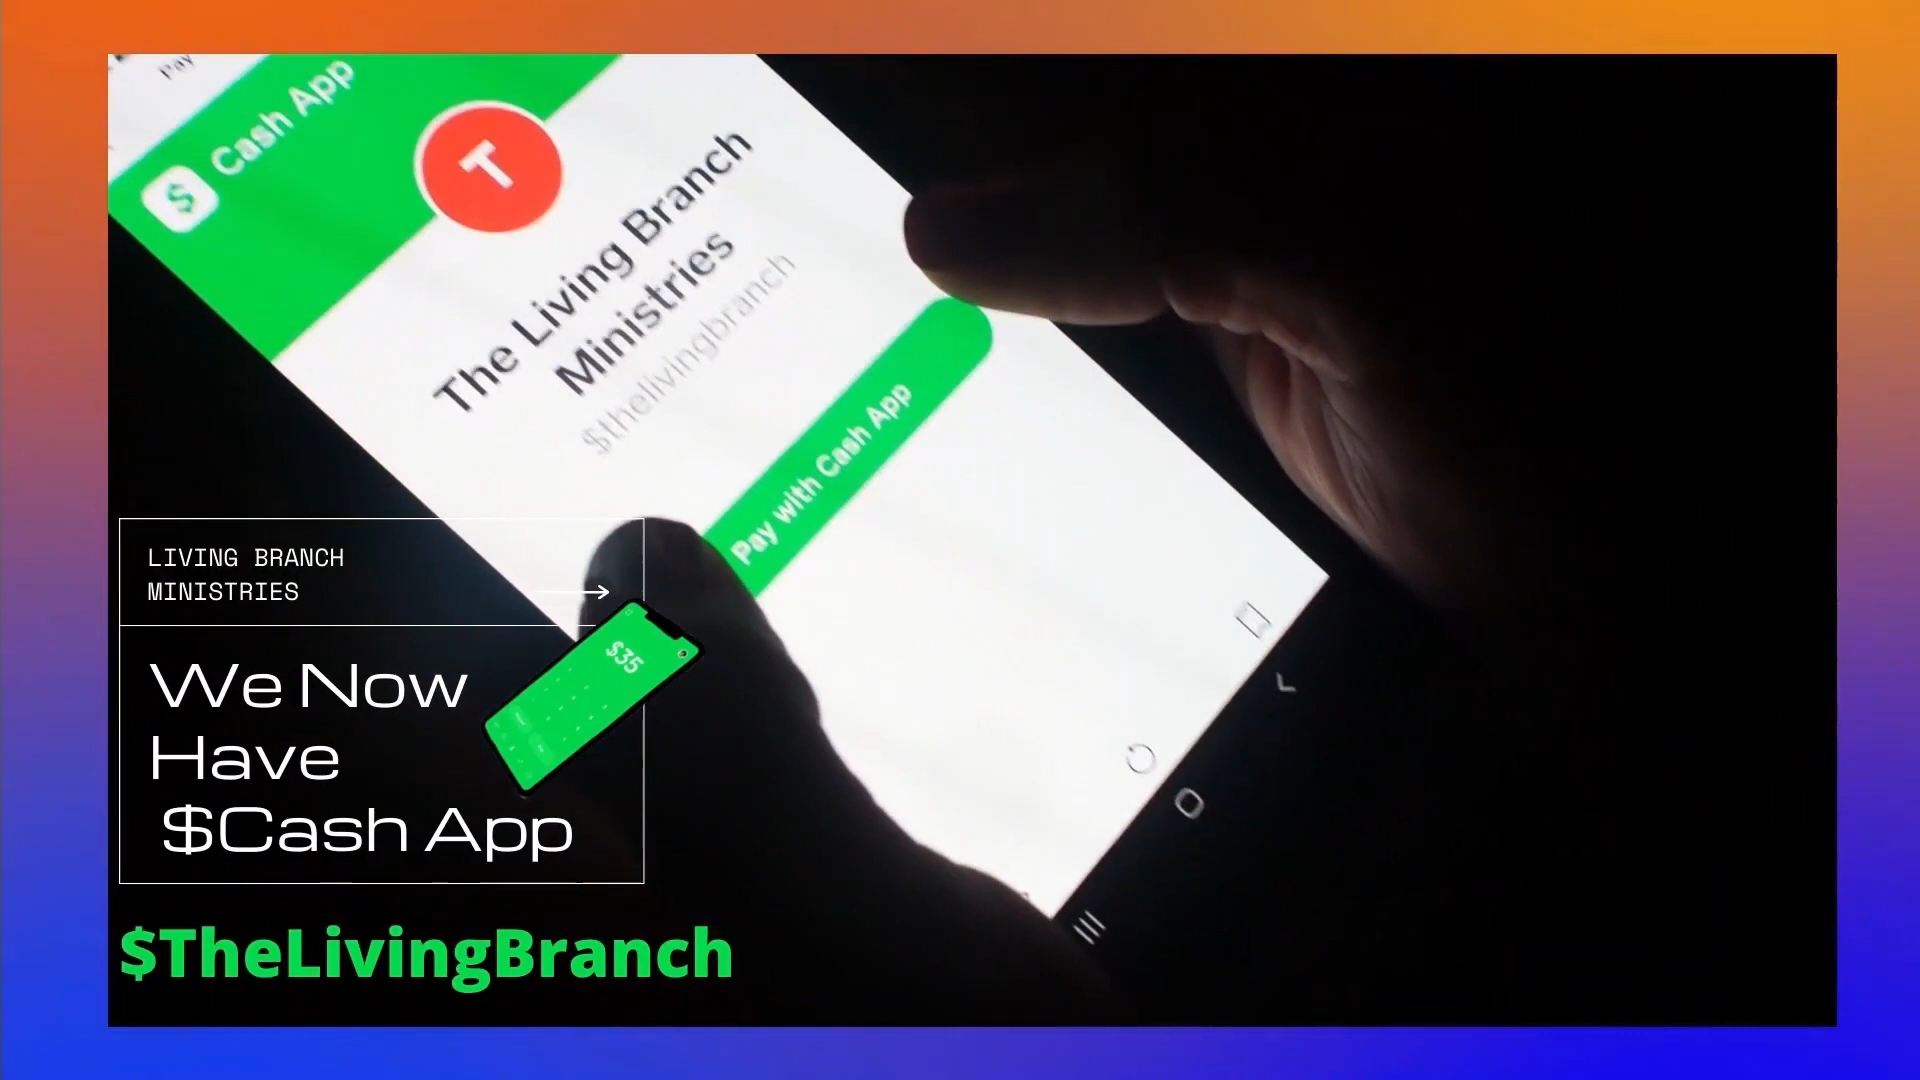 Pay
$ Cash App
T
The Living Branch
Ministries
$thelivingbranch
Pay with Cash App
LIVING BRANCH
MINISTRIES
$35
We Now
Have
$Cash App
$TheLivingBranch